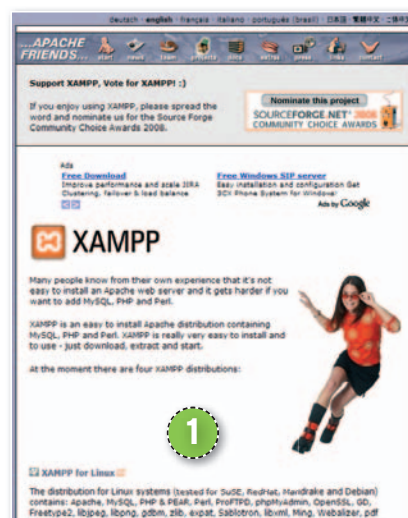 deutsch · english · français · italiano · português (brasil) · 日本語 · 繁體中文
...APACHE
FRIENDS...
start news team projects docs extras press links contact
Support XAMPP, Vote for XAMPP! :)
If you enjoy using XAMPP, please spread the
word and nominate us for the Source Forge
Community Choice Awards 2008.
Nominate this project
SOURCEFORGE.NET® 2008
COMMUNITY CHOICE AWARDS
Ads
Free Download
Improve performance and scale JIRA
Clustering, failover & load balance
Free Windows SIP server
Easy installation and configuration Get
3CX Phone System for Windows!
Ads by Google
XAMPP
Many people know from their own experience that it's not
easy to install an Apache web server and it gets harder if you
want to add MySQL, PHP and Perl.
XAMPP is an easy to install Apache distribution containing
MySQL, PHP and Perl. XAMPP is really very easy to install and
to use - just download, extract and start.
At the moment there are four XAMPP distributions:
1
XAMPP for Linux
The distribution for Linux systems (tested for SuSE, RedHat, Mandrake and Debian)
contains: Apache, MySQL, PHP & PEAR, Perl, ProFTPD, phpMyAdmin, OpenSSL, GD,
Freetype2, libjpeg, libpng, gdbm, zlib, expat, Sablotron, libxml, Ming, Webalizer, pdf